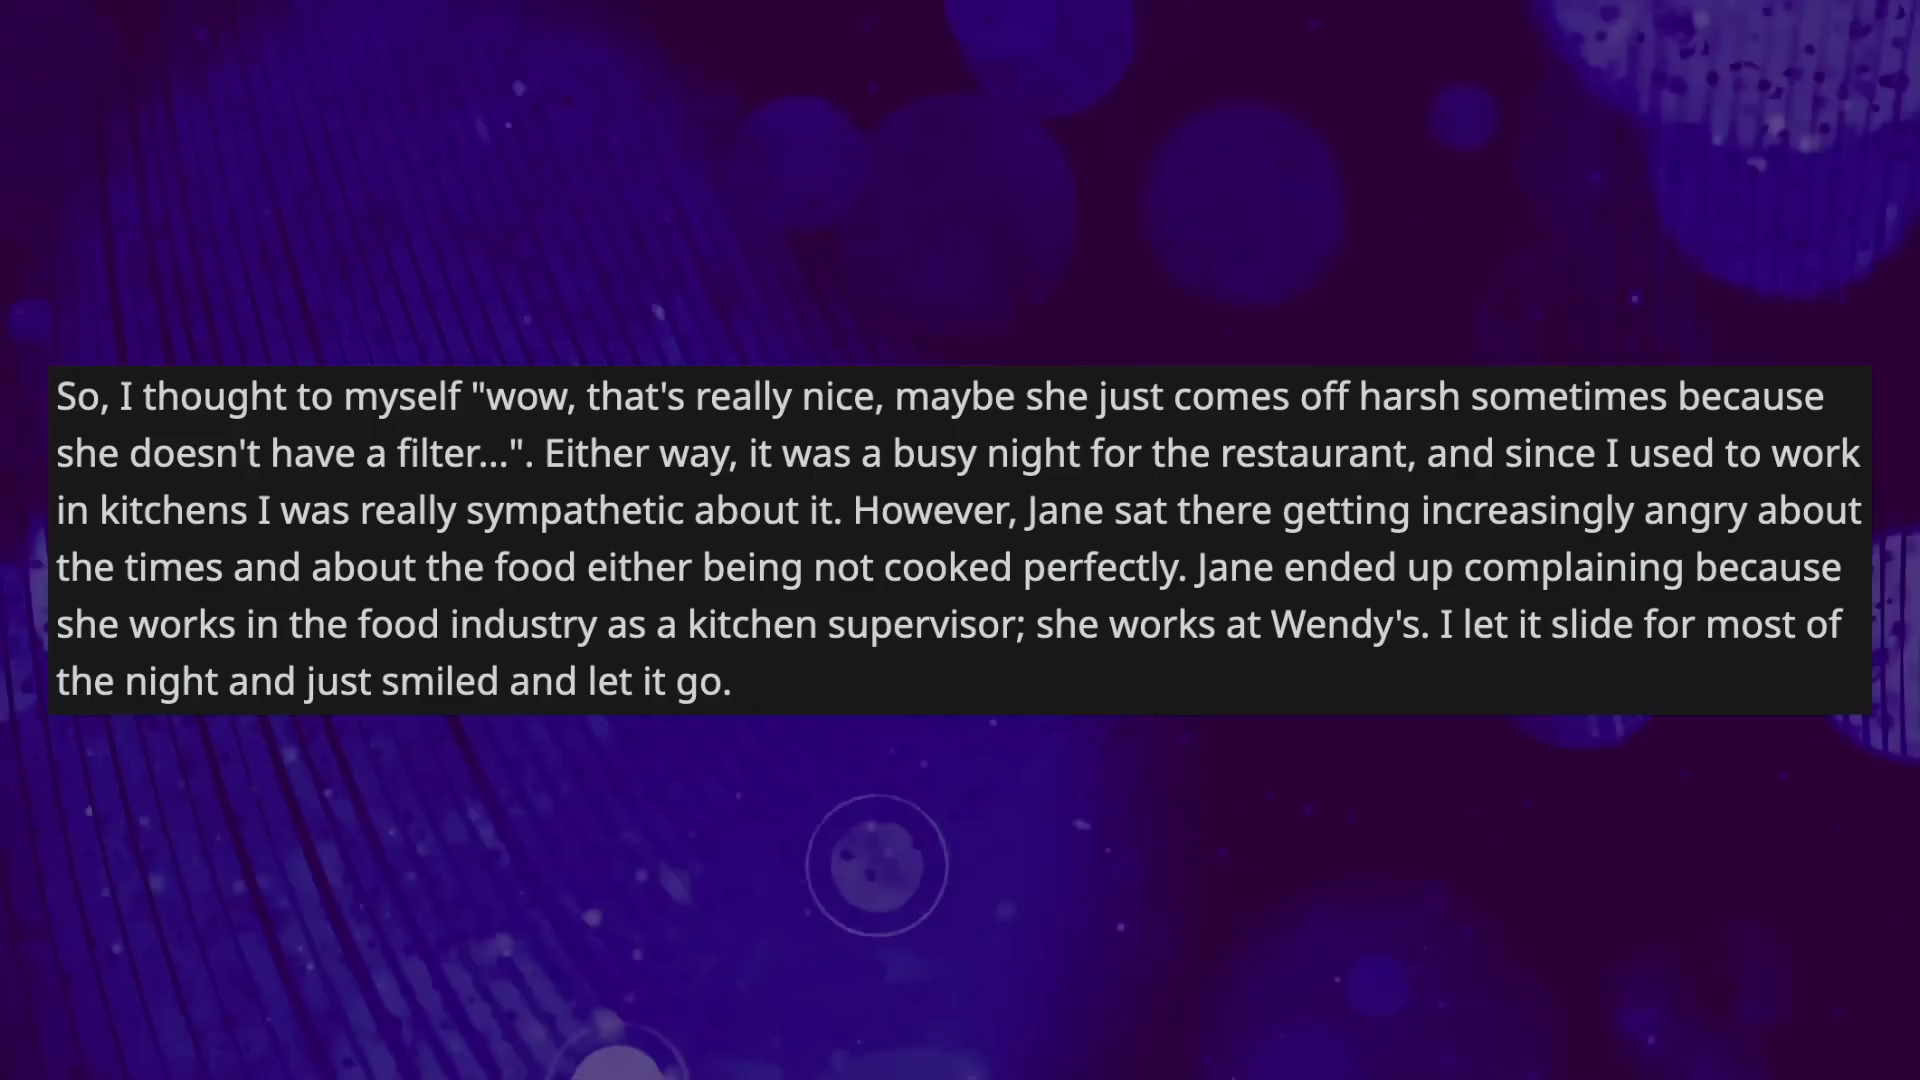 So, I thought to myself "wow, that's really nice, maybe she just comes off harsh sometimes because
she doesn't have a filter...". Either way, it was a busy night for the restaurant, and since I used to work
in kitchens I was really sympathetic about it. However, Jane sat there getting increasingly angry about
the times and about the food either being not cooked perfectly. Jane ended up complaining because
she works in the food industry as a kitchen supervisor; she works at Wendy's. I let it slide for most of
the night and just smiled and let it go.